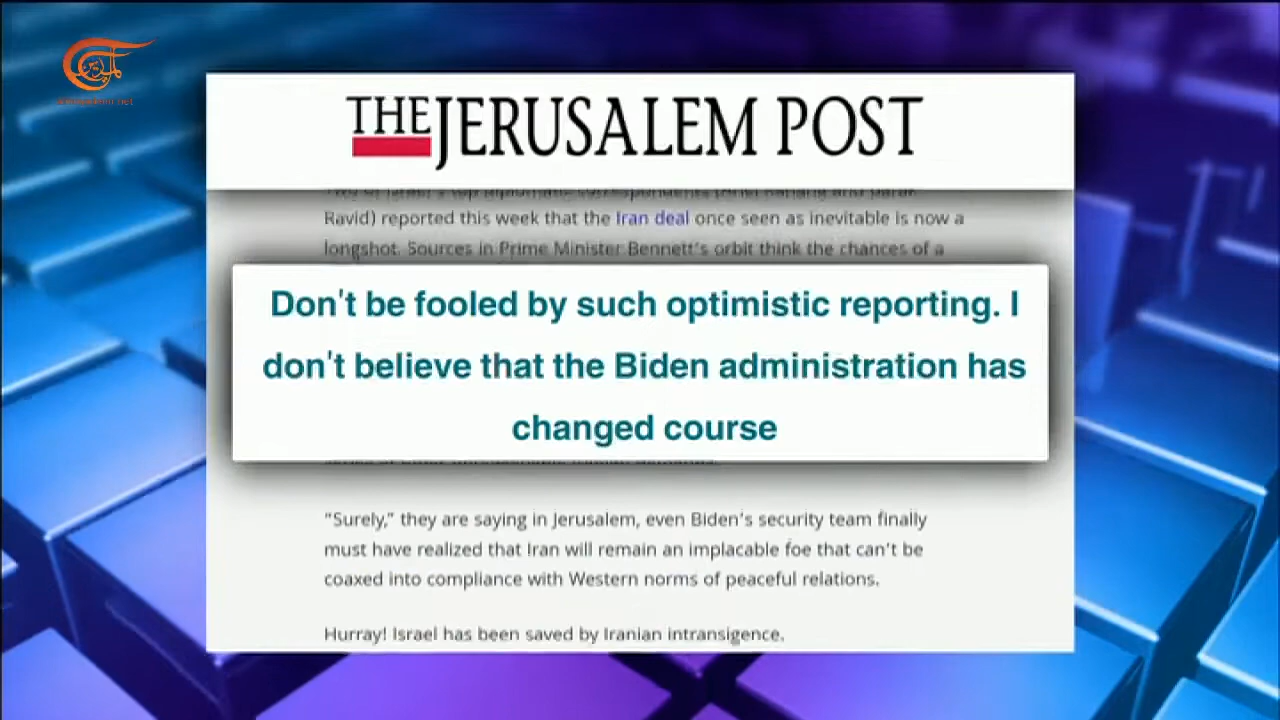 الميادين
THE JERUSALEM POST
Ravid) reported this week that the Iran deal once seen as inevitable is now a
longshot. Sources in Prime Minister Bennett's orbit think the chances of a
Don't be fooled by such optimistic reporting. I
don't believe that the Biden administration has
changed course
“Surely,” they are saying in Jerusalem, even Biden's security team finally
must have realized that Iran will remain an implacable foe that can't be
coaxed into compliance with Western norms of peaceful relations.
Hurray! Israel has been saved by Iranian intransigence.